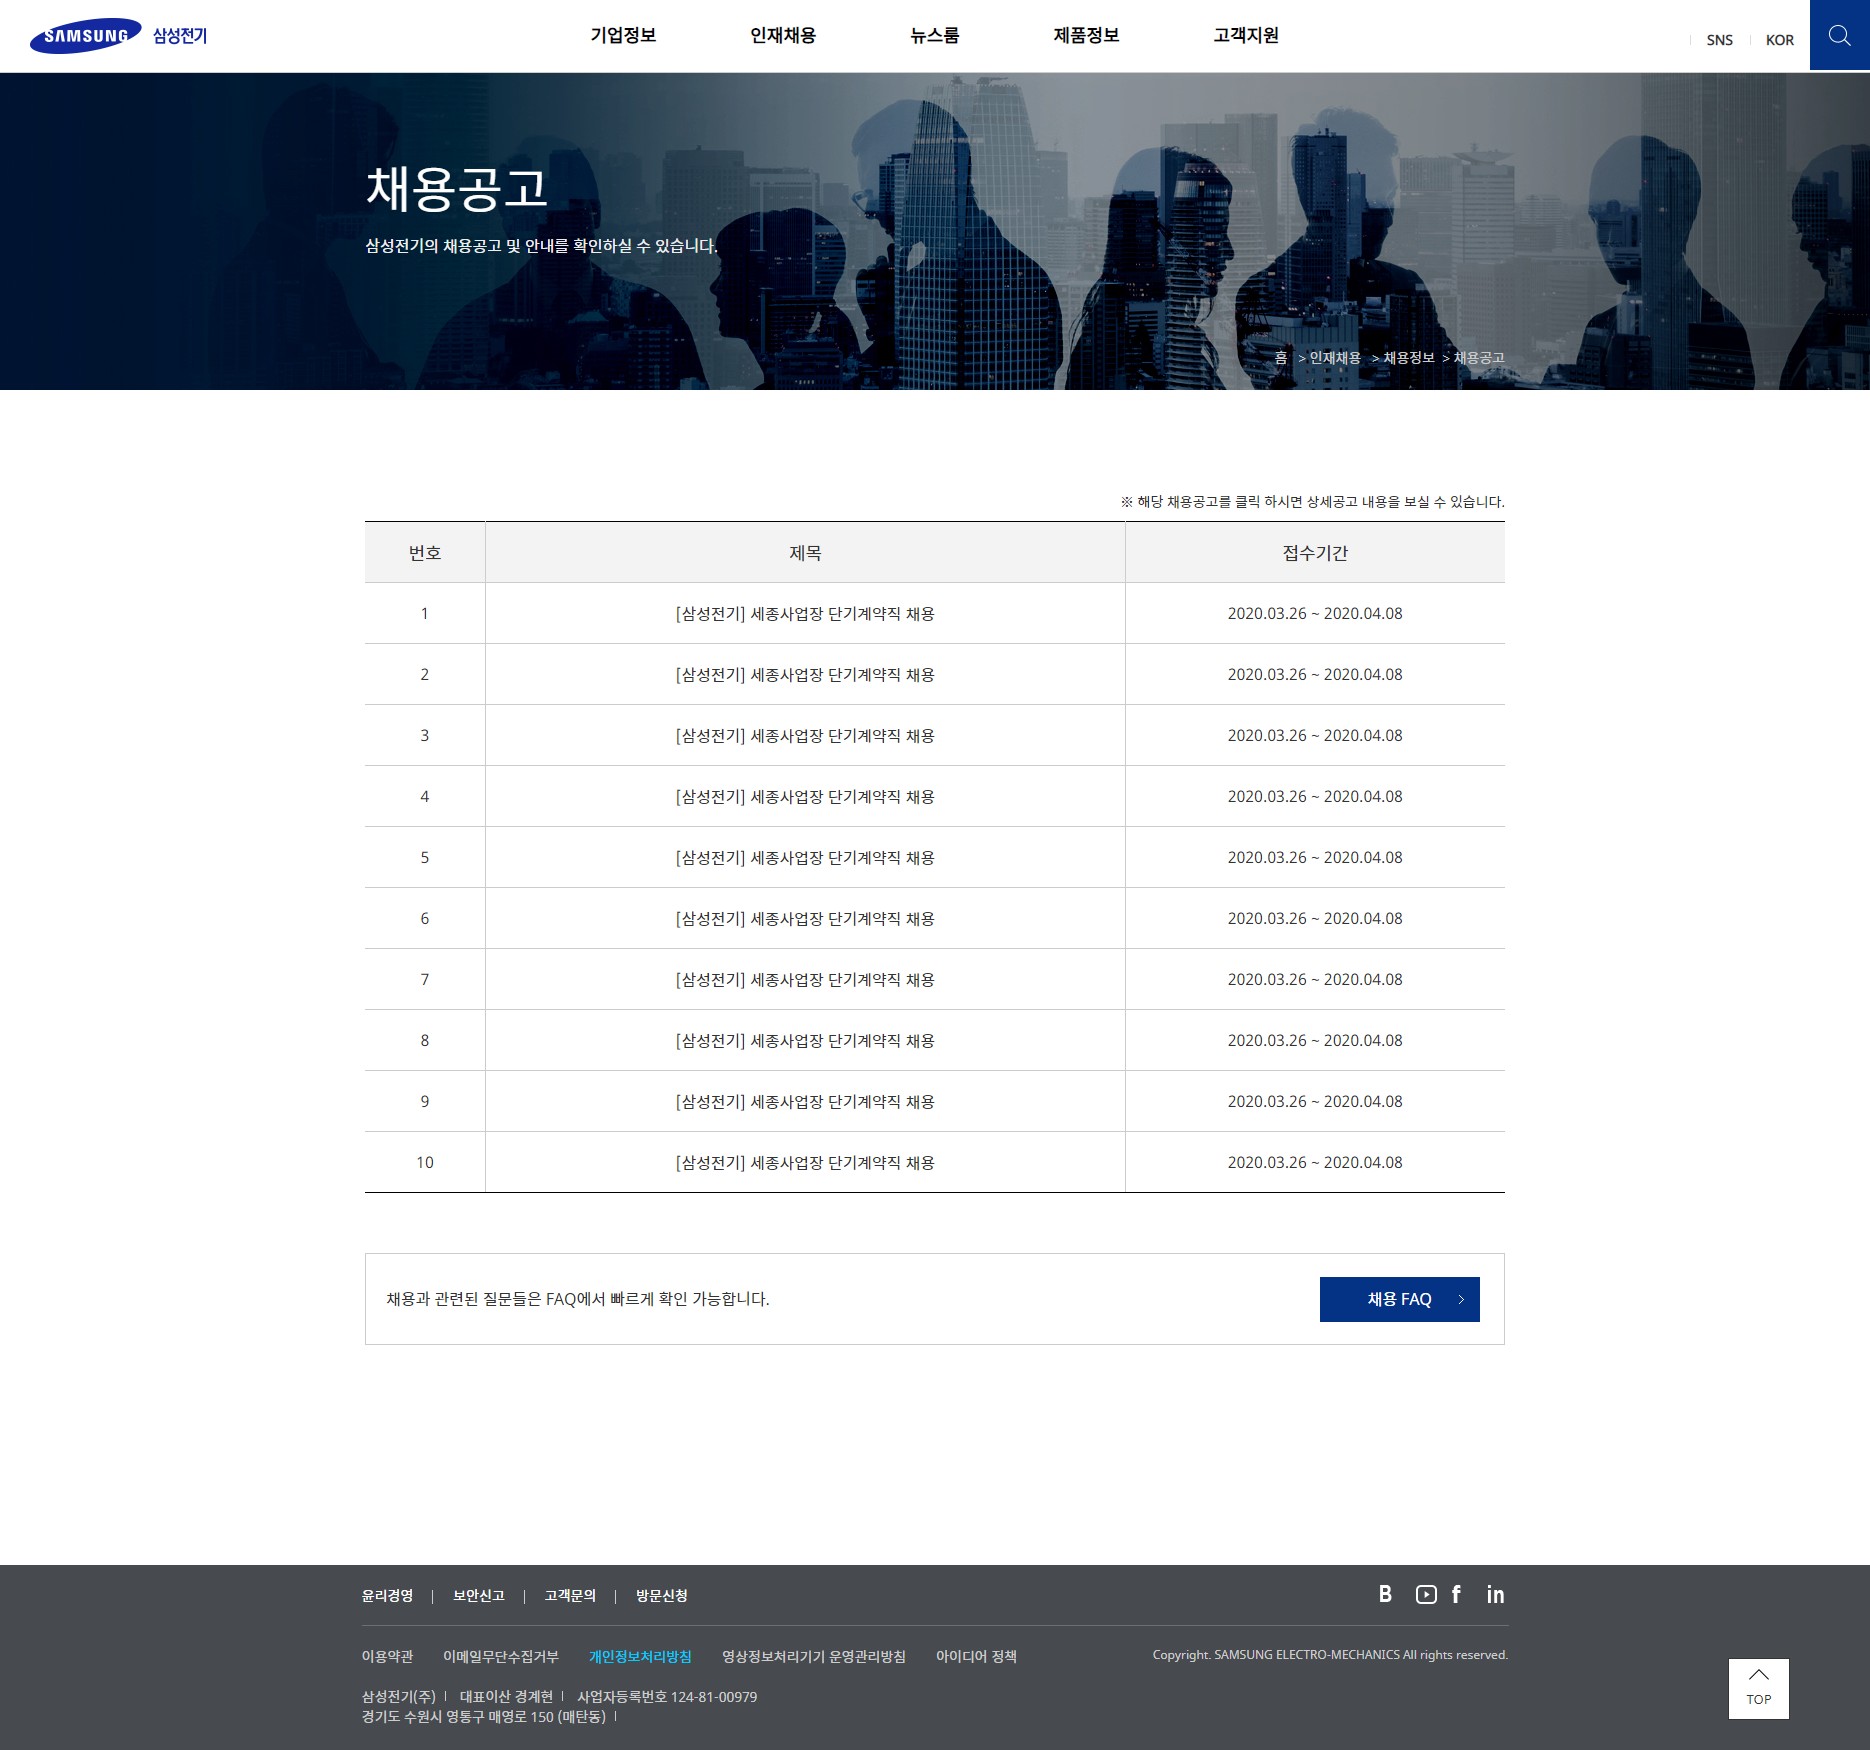 SAMSUNG 삼성전기
기업정보 인재채용 뉴스룸 제품정보 고객지원
SNS KOR
채용공고
삼성전기의 채용공고 및 안내를 확인하실 수 있습니다.
홈 > 인재채용 > 채용정보 > 채용공고
※ 해당 채용공고를 클릭 하시면 상세공고 내용을 보실 수 있습니다.
번호 제목 접수기간
1 [삼성전기] 세종사업장 단기계약직 채용 2020.03.26 ~ 2020.04.08
2 [삼성전기] 세종사업장 단기계약직 채용 2020.03.26 ~ 2020.04.08
3 [삼성전기] 세종사업장 단기계약직 채용 2020.03.26 ~ 2020.04.08
4 [삼성전기] 세종사업장 단기계약직 채용 2020.03.26 ~ 2020.04.08
5 [삼성전기] 세종사업장 단기계약직 채용 2020.03.26 ~ 2020.04.08
6 [삼성전기] 세종사업장 단기계약직 채용 2020.03.26 ~ 2020.04.08
7 [삼성전기] 세종사업장 단기계약직 채용 2020.03.26 ~ 2020.04.08
8 [삼성전기] 세종사업장 단기계약직 채용 2020.03.26 ~ 2020.04.08
9 [삼성전기] 세종사업장 단기계약직 채용 2020.03.26 ~ 2020.04.08
10 [삼성전기] 세종사업장 단기계약직 채용 2020.03.26 ~ 2020.04.08
채용과 관련된 질문들은 FAQ에서 빠르게 확인 가능합니다.
채용 FAQ >
윤리경영 | 보안신고 | 고객문의 | 방문신청
B f in
이용약관 이메일무단수집거부 개인정보처리방침 영상정보처리기기 운영관리방침 아이디어 정책
Copyright. SAMSUNG ELECTRO-MECHANICS All rights reserved.
삼성전기(주) | 대표이산 경계현 | 사업자등록번호 124-81-00979
경기도 수원시 영통구 매영로 150 (매탄동) |
TOP